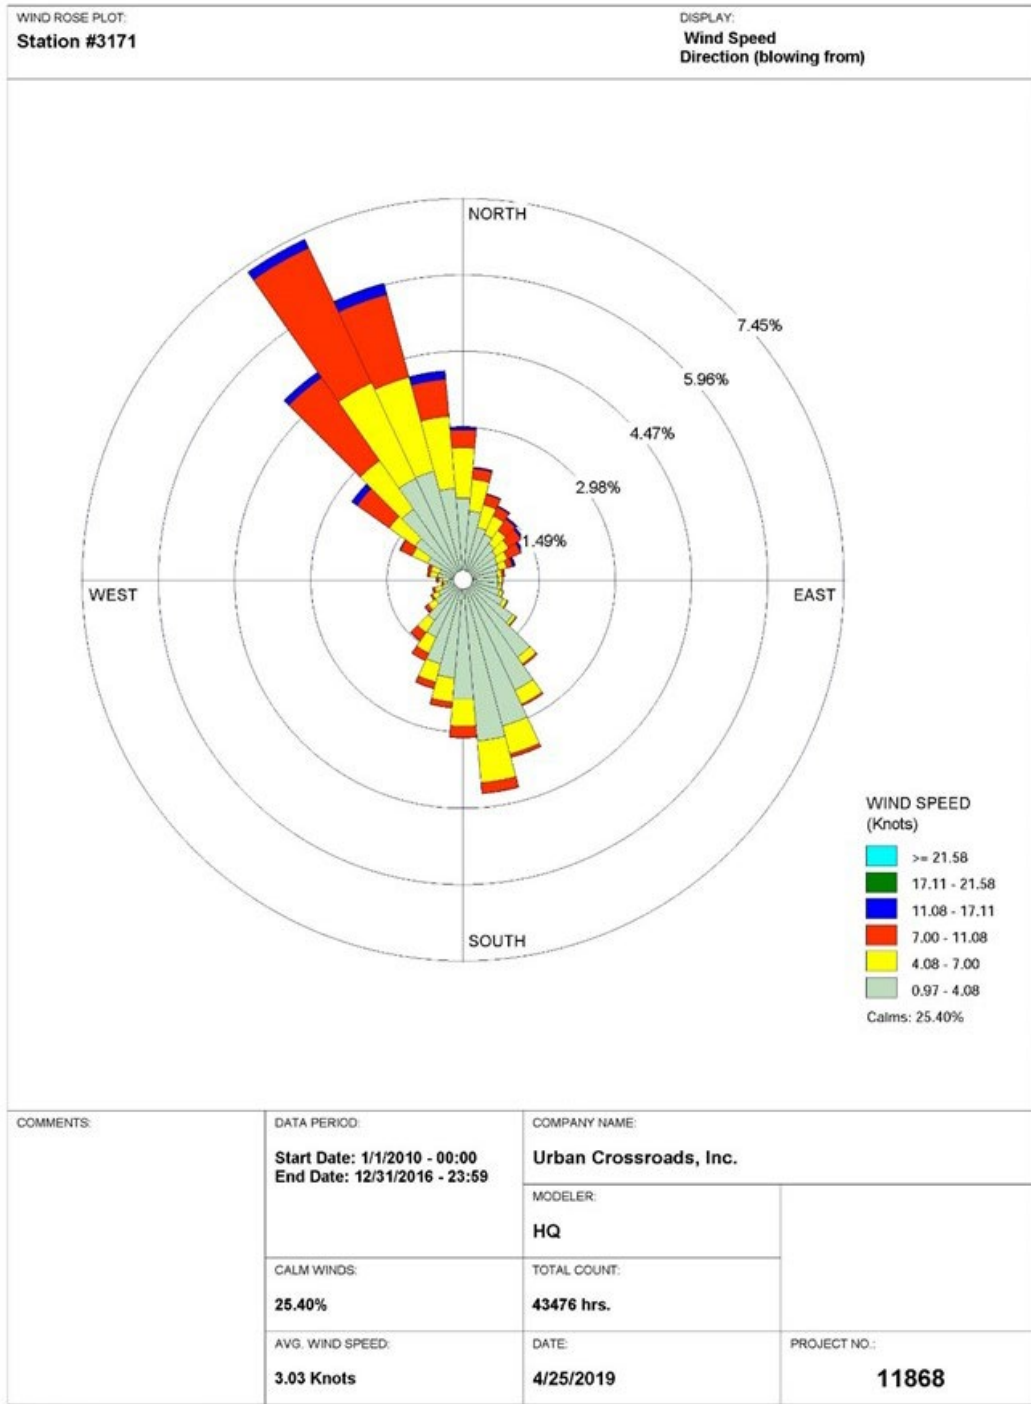 WIND ROSE PLOT:
Station #3171
DISPLAY:
Wind Speed
Direction (blowing from)
NORTH
7.45%
5.96%
4.47%
2.98%
1.49%
WEST
EAST
SOUTH
WIND SPEED
(Knots)
>= 21.58
17.11 - 21.58
11.08 - 17.11
7.00 - 11.08
4.08 - 7.00
0.97 - 4.08
Calms: 25.40%
COMMENTS:
DATA PERIOD:
Start Date: 1/1/2010 - 00:00
End Date: 12/31/2016 - 23:59
COMPANY NAME:
Urban Crossroads, Inc.
MODELER:
HQ
CALM WINDS:
25.40%
TOTAL COUNT:
43476 hrs.
AVG. WIND SPEED:
3.03 Knots
DATE:
4/25/2019
PROJECT NO.:
11868